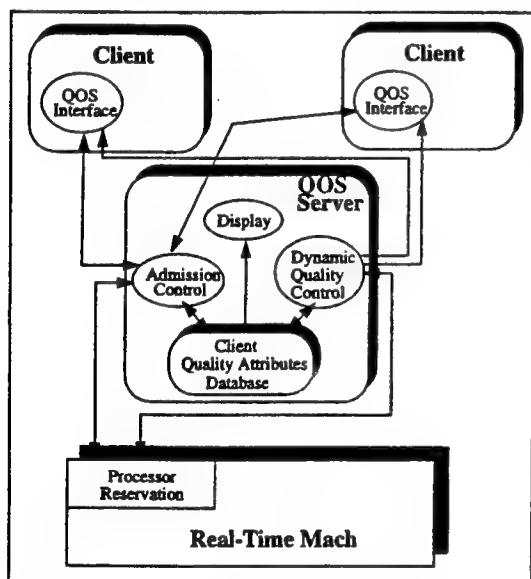 Client
QOS
Interface
Client
QOS
Interface
QOS
Server
Display
Admission
Control
Dynamic
Quality
Control
Client
Quality Attributes
Database
Processor
Reservation
Real-Time Mach